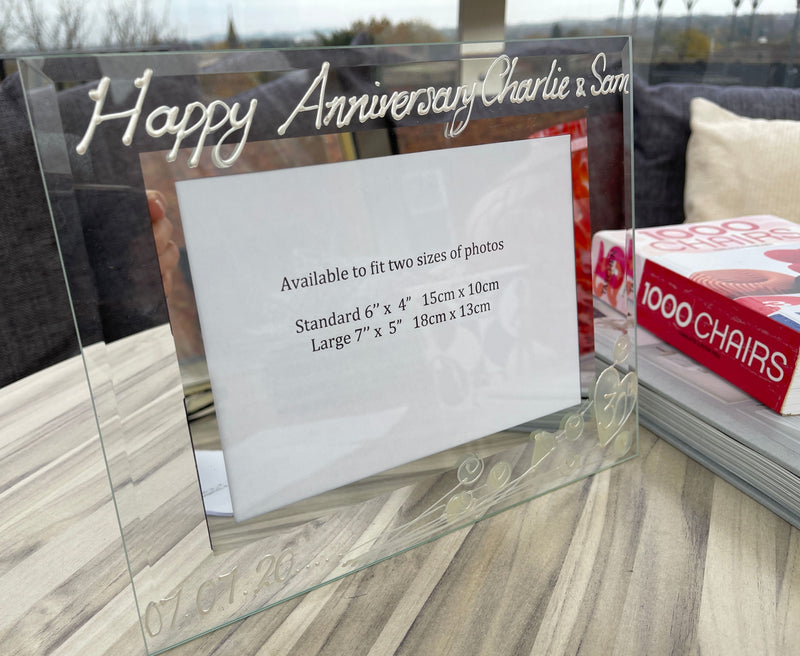 Happy Anniversary Charlie & Sam
Available to fit two sizes of photos
Standard 6’’ x 4” 15cm x 10cm
Large 7’’ x 5” 18cm x 13cm
30
07.07.20......
1000
CHAIRS
1000 CHAIRS